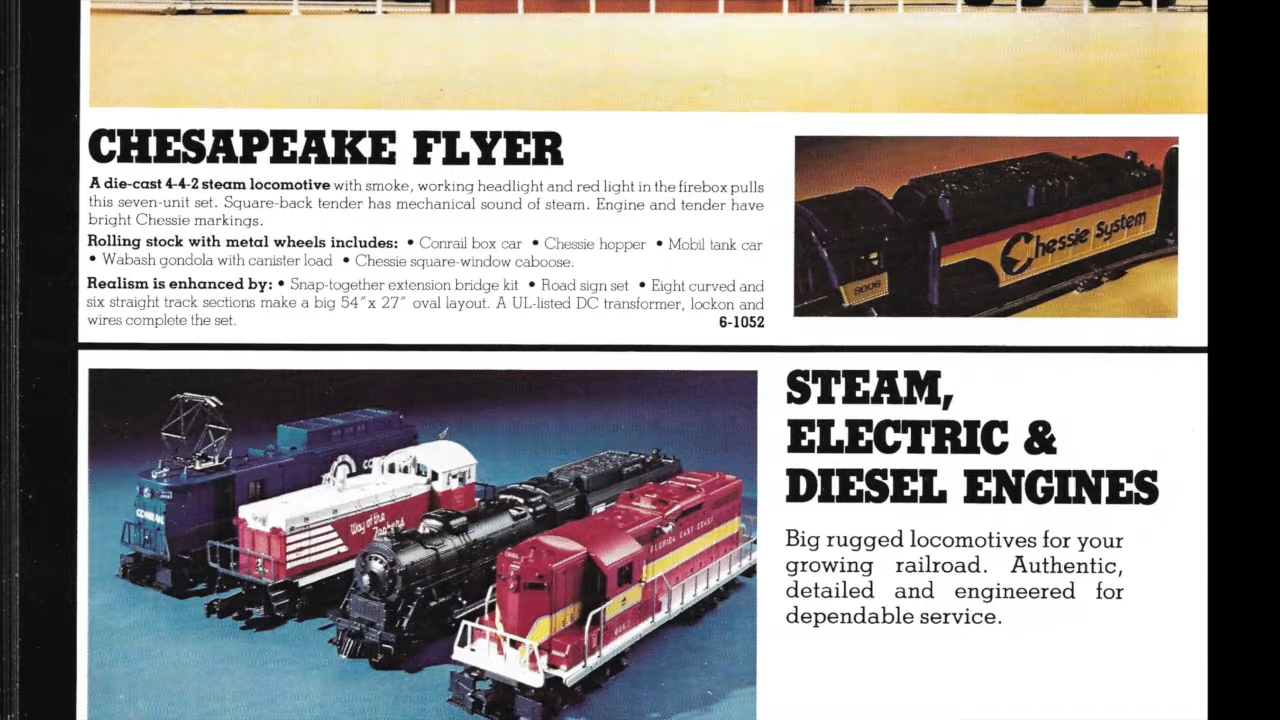 CHESAPEAKE FLYER
A die-cast 4-4-2 steam locomotive with smoke, working headlight and red light in the firebox pulls
this seven-unit set. Square-back tender has mechanical sound of steam. Engine and tender have
bright Chessie markings.
Rolling stock with metal wheels includes: • Conrail box car • Chessie hopper • Mobil tank car
• Wabash gondola with canister load • Chessie square-window caboose.
Realism is enhanced by: • Snap-together extension bridge kit • Road sign set • Eight curved and
six straight track sections make a big 54″x 27″ oval layout. A UL-listed DC transformer, lockon and
wires complete the set.
6-1052
Chessie System
8008
STEAM,
ELECTRIC &
DIESEL ENGINES
Big rugged locomotives for your
growing railroad. Authentic,
detailed and engineered for
dependable service.
CONRAIL
Way of the
Zephyrs
FLORIDA EAST COAST